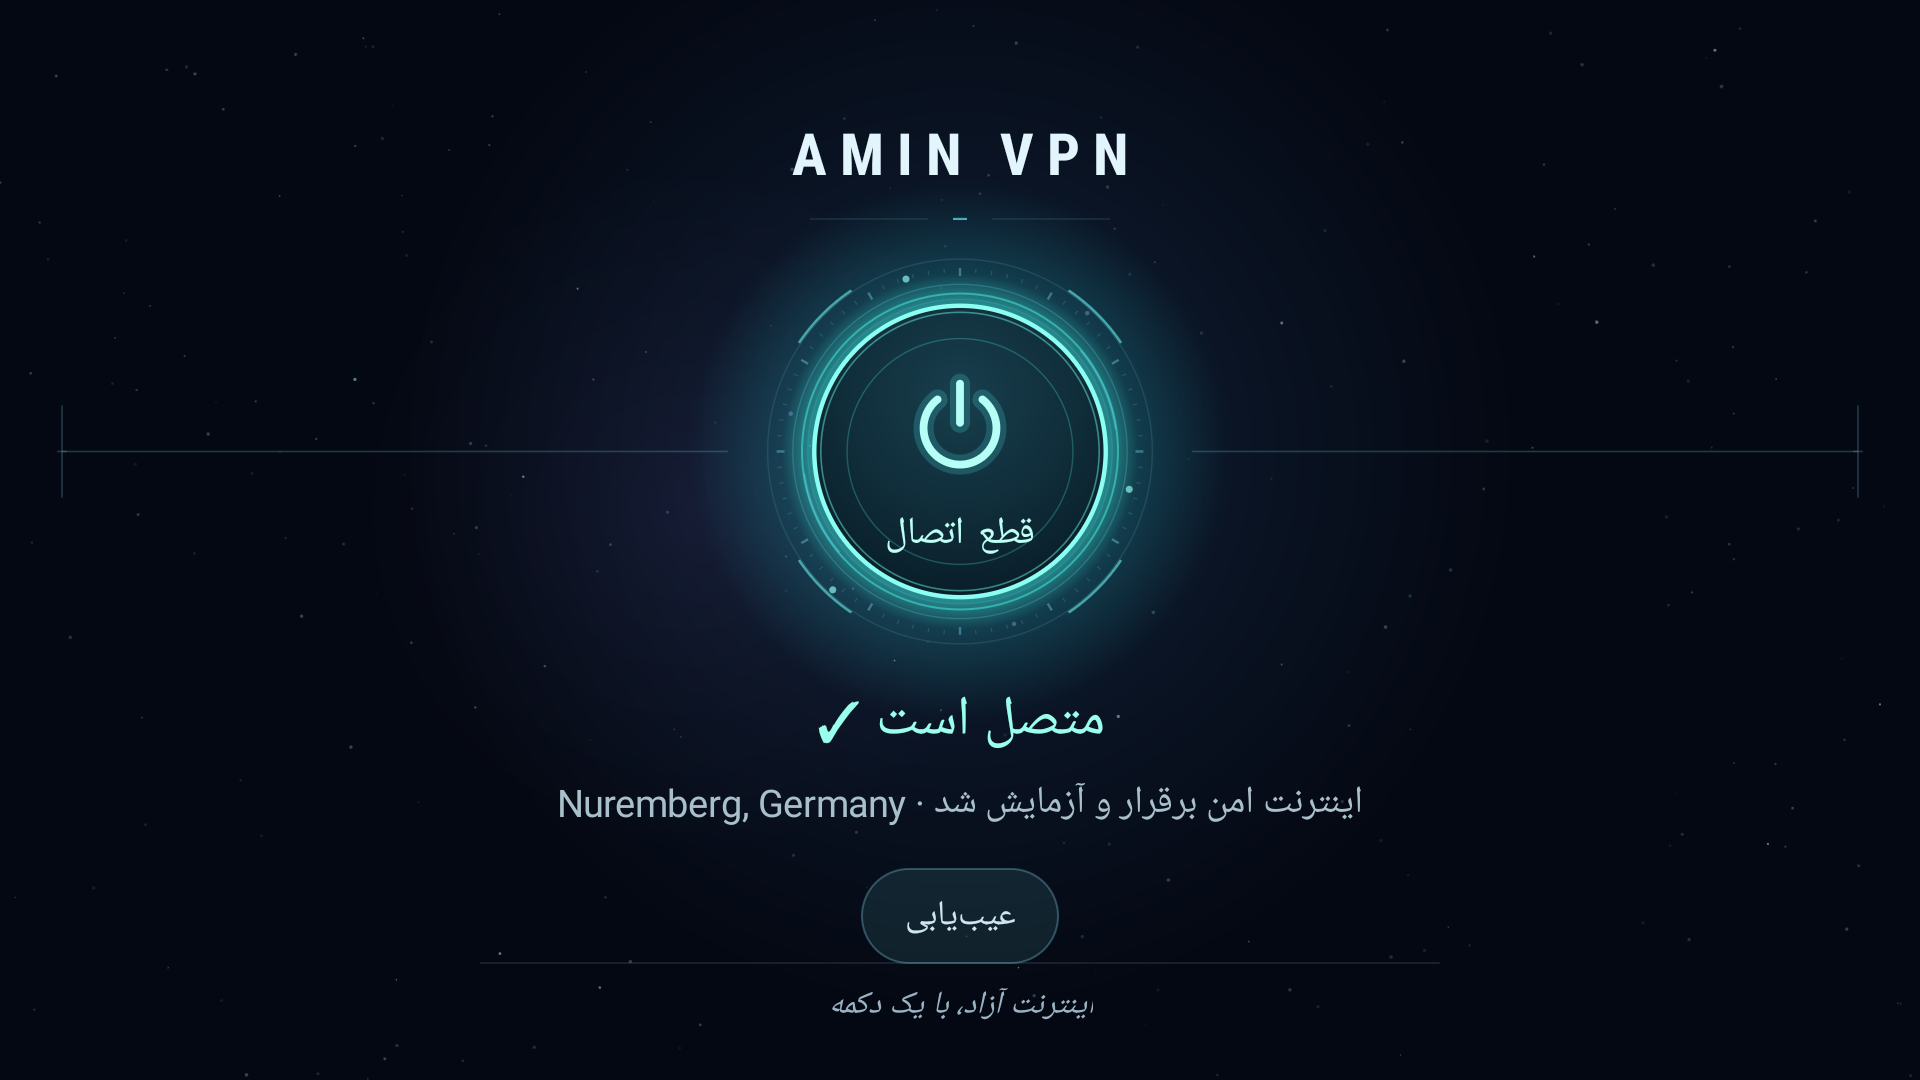 AMIN VPN
قطع اتصال
متصل است ✓
اینترنت امن برقرار و آزمایش شد · Nuremberg, Germany
عیب‌یابی
اینترنت آزاد، با یک دکمه